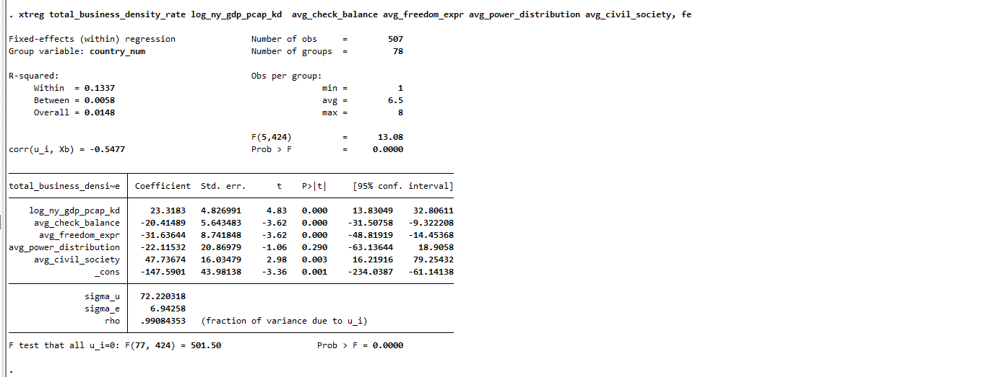 . xtreg total_business_density_rate log_ny_gdp_pcap_kd  avg_check_balance avg_freedom_expr avg_power_distribution avg_civil_society, fe
Fixed-effects (within) regression               Number of obs     =        507
Group variable: country_num                     Number of groups  =         78
R-squared:                                      Obs per group:
     Within  = 0.1337                                         min =          1
     Between = 0.0058                                         avg =        6.5
     Overall = 0.0148                                         max =          8
                                                F(5,424)          =      13.08
corr(u_i, Xb) = -0.5477                         Prob > F          =     0.0000
total_business_densi~e | Coefficient  Std. err.      t    P>|t|     [95% conf. interval]
    log_ny_gdp_pcap_kd |    23.3183   4.826991     4.83   0.000     13.83049    32.80611
     avg_check_balance |  -20.41489   5.643483    -3.62   0.000    -31.50758   -9.322208
      avg_freedom_expr |  -31.63644   8.741848    -3.62   0.000    -48.81919   -14.45368
avg_power_distribution |  -22.11532   20.86979    -1.06   0.290    -63.13644     18.9058
     avg_civil_society |   47.73674   16.03479     2.98   0.003     16.21916    79.25432
                 _cons |  -147.5901   43.98138    -3.36   0.001    -234.0387   -61.14138
               sigma_u |  72.220318
               sigma_e |    6.94258
                   rho |  .99084353   (fraction of variance due to u_i)
F test that all u_i=0: F(77, 424) = 501.50                   Prob > F = 0.0000
.